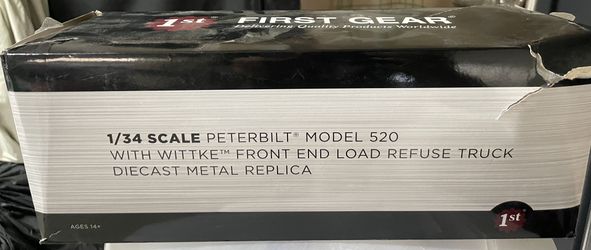 1st® FIRST GEAR®
Delivering Quality Products Worldwide
1/34 SCALE PETERBILT® MODEL 520
WITH WITTKE™ FRONT END LOAD REFUSE TRUCK
DIECAST METAL REPLICA
AGES 14+
1st